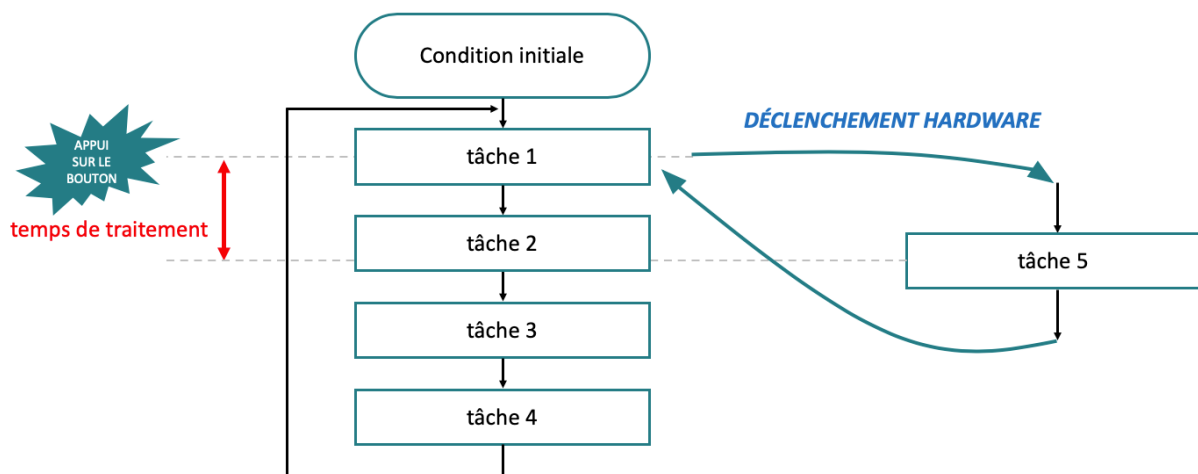 Condition initiale
DÉCLENCHEMENT HARDWARE
APPUI
SUR LE
BOUTON
tâche 1
temps de traitement
tâche 2
tâche 5
tâche 3
tâche 4